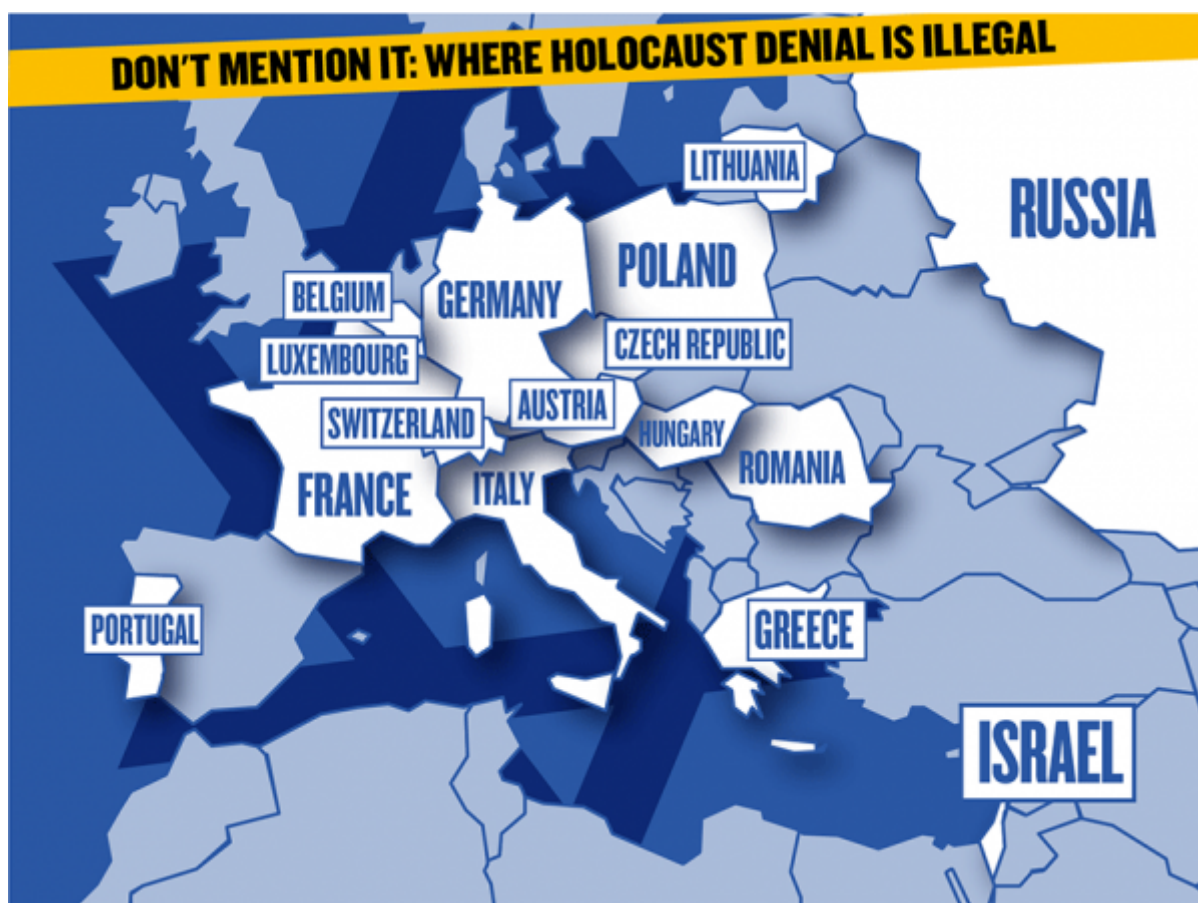 DON'T MENTION IT: WHERE HOLOCAUST DENIAL IS ILLEGAL
LITHUANIA
RUSSIA
POLAND
BELGIUM
GERMANY
LUXEMBOURG
CZECH REPUBLIC
SWITZERLAND
AUSTRIA
HUNGARY
ROMANIA
FRANCE
ITALY
PORTUGAL
GREECE
ISRAEL